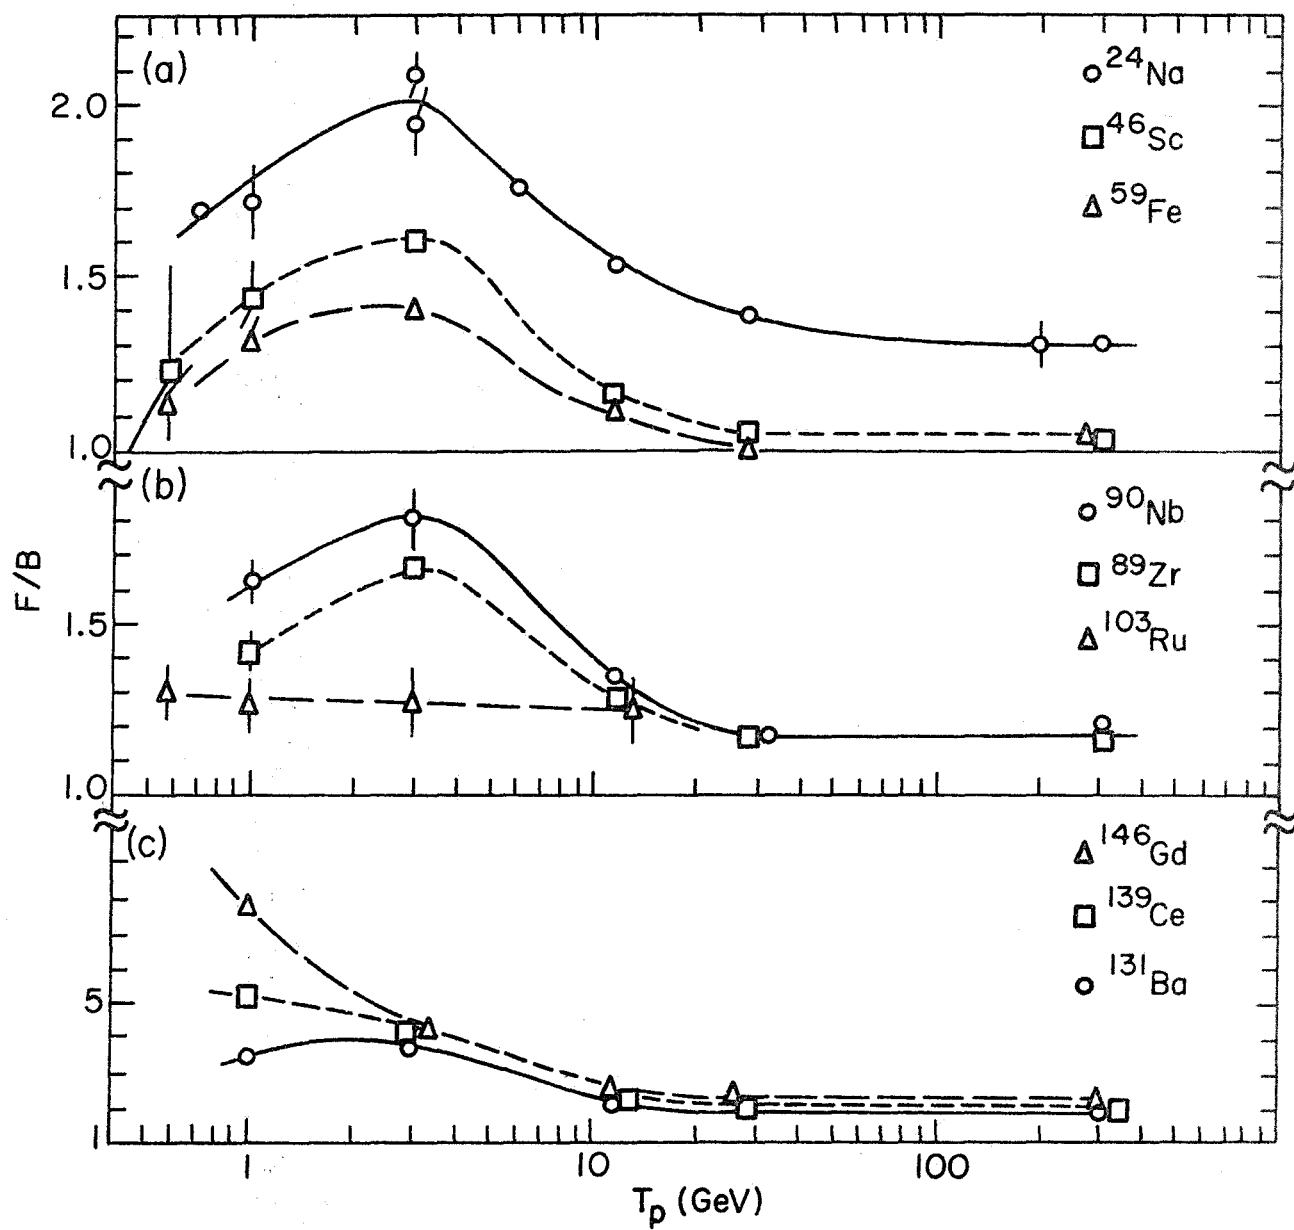 (a)
²⁴Na
⁴⁶Sc
⁵⁹Fe
2.0
1.5
1.0
(b)
⁹⁰Nb
⁸⁹Zr
¹⁰³Ru
F/B
1.5
1.0
(c)
¹⁴⁶Gd
¹³⁹Ce
¹³¹Ba
5
1
1 10 100
Tₚ (GeV)